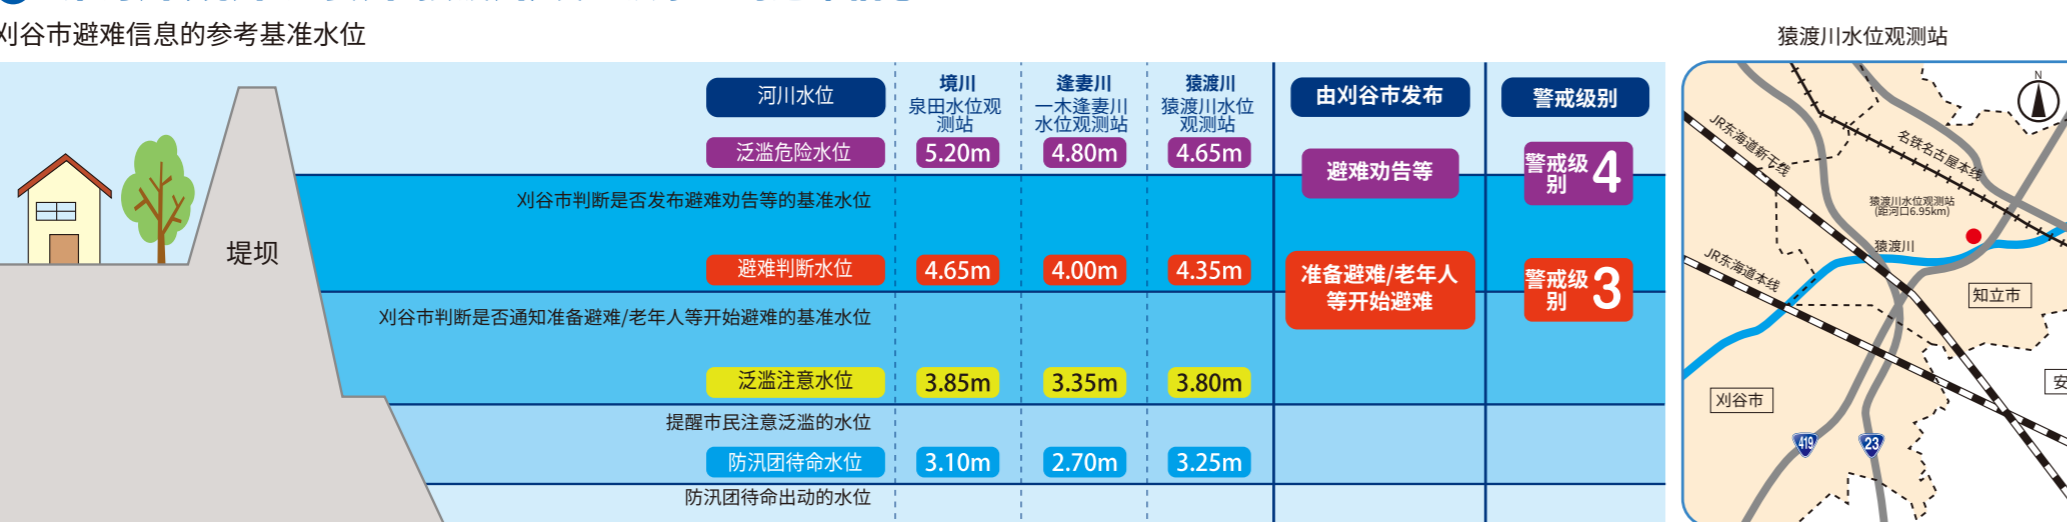 刈谷市避难信息的参考基准水位
猿渡川水位观测站
河川水位
境川
泉田水位观
测站
逢妻川
一木逢妻川
水位观测站
猿渡川
猿渡川水位
观测站
由刈谷市发布
警戒级别
泛滥危险水位
5.20m
4.80m
4.65m
避难劝告等
警戒级
别
4
刈谷市判断是否发布避难劝告等的基准水位
堤坝
避难判断水位
4.65m
4.00m
4.35m
准备避难/老年人
等开始避难
警戒级
别
3
刈谷市判断是否通知准备避难/老年人等开始避难的基准水位
泛滥注意水位
3.85m
3.35m
3.80m
提醒市民注意泛滥的水位
防汛团待命水位
3.10m
2.70m
3.25m
防汛团待命出动的水位
N
JR东海道新干线
名铁名古屋本线
猿渡川水位观测站
(距河口6.95km)
猿渡川
JR东海道本线
知立市
安
刈谷市
419
23